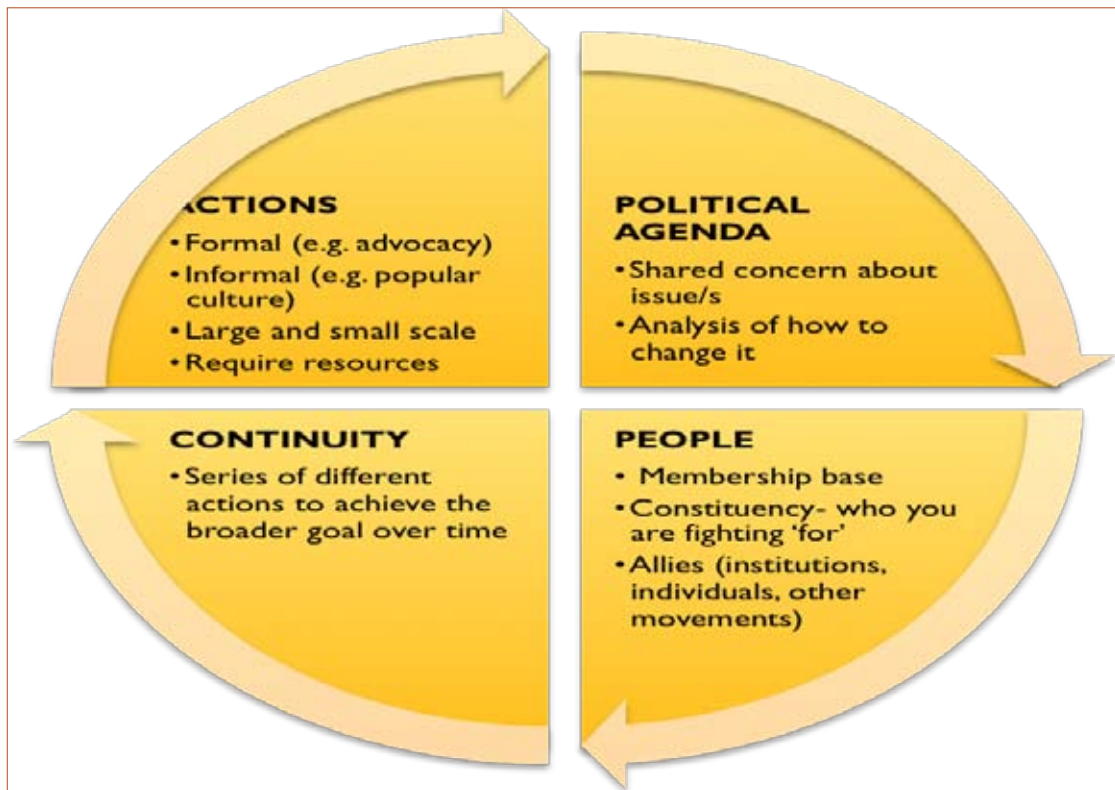 ACTIONS
• Formal (e.g. advocacy)
• Informal (e.g. popular
culture)
• Large and small scale
• Require resources
POLITICAL
AGENDA
• Shared concern about
issue/s
• Analysis of how to
change it
CONTINUITY
• Series of different
actions to achieve the
broader goal over time
PEOPLE
• Membership base
• Constituency- who you
are fighting ‘for’
• Allies (institutions,
individuals, other
movements)